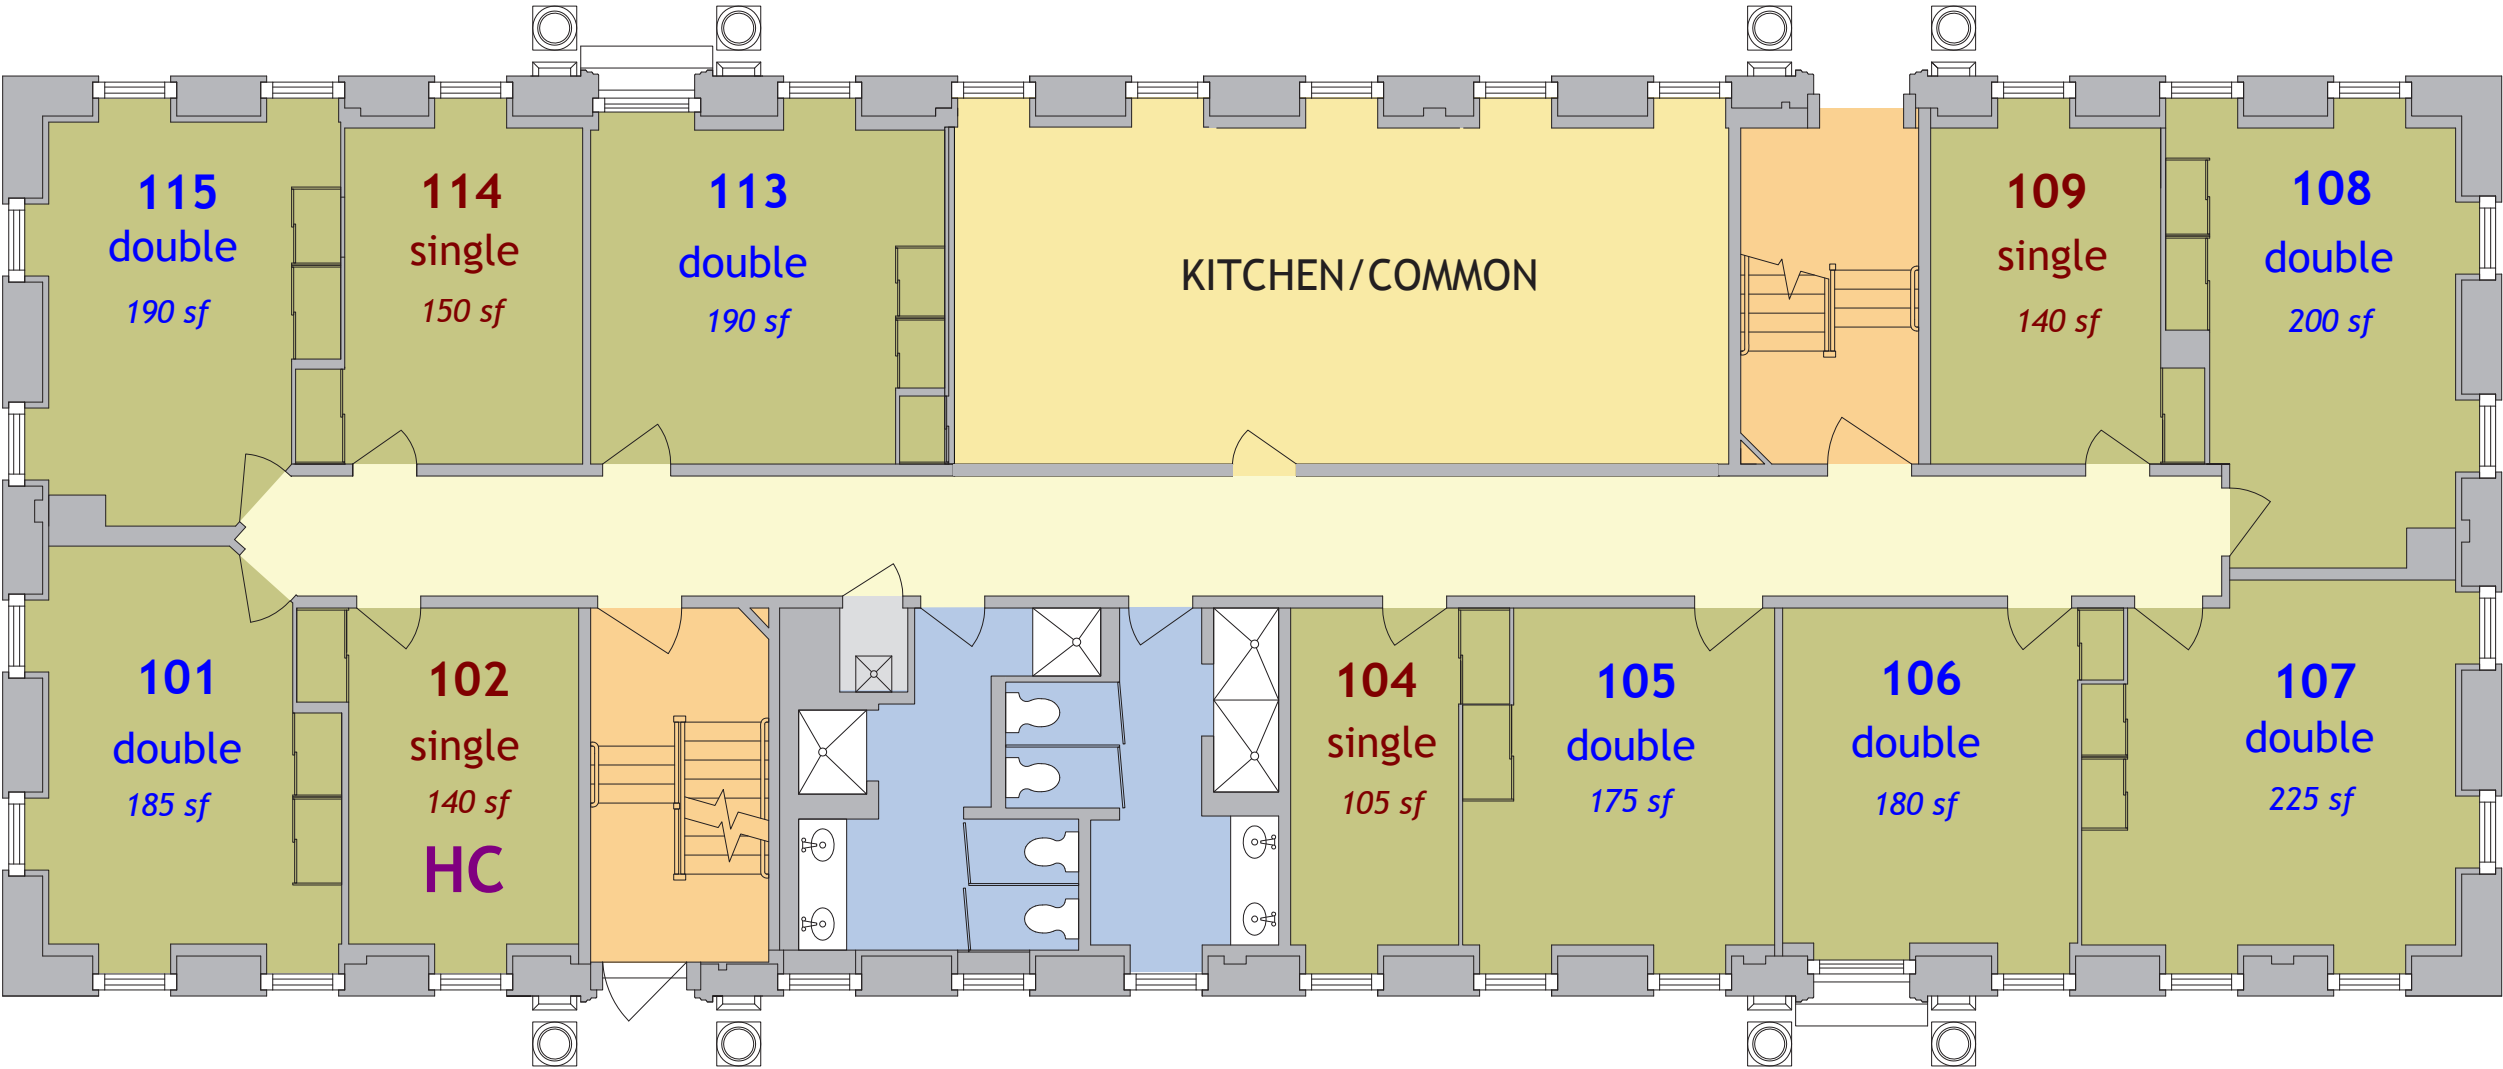 115
double
190 sf
114
single
150 sf
113
double
190 sf
KITCHEN/COMMON
109
single
140 sf
108
double
200 sf
101
double
185 sf
102
single
140 sf
HC
104
single
105 sf
105
double
175 sf
106
double
180 sf
107
double
225 sf